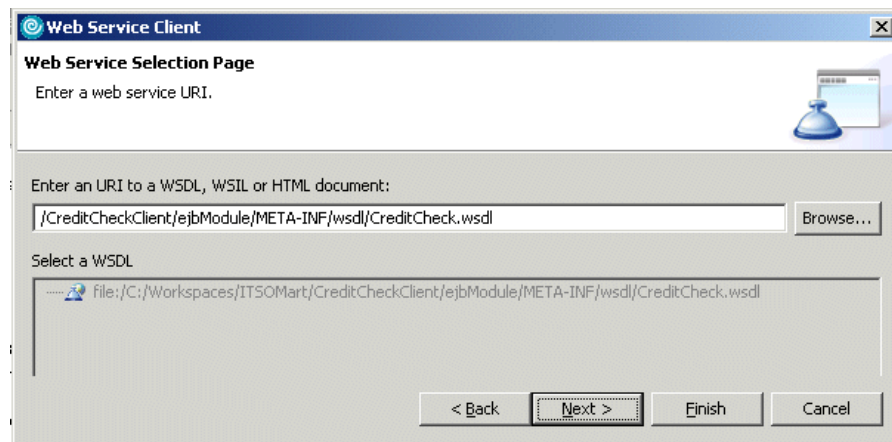 Web Service Client
Web Service Selection Page
Enter a web service URI.
Enter an URI to a WSDL, WSIL or HTML document:
/CreditCheckClient/ejbModule/META-INF/wsdl/CreditCheck.wsdl
Browse...
Select a WSDL
file:/C:/Workspaces/ITSOMart/CreditCheckClient/ejbModule/META-INF/wsdl/CreditCheck.wsdl
< Back Next > Finish Cancel